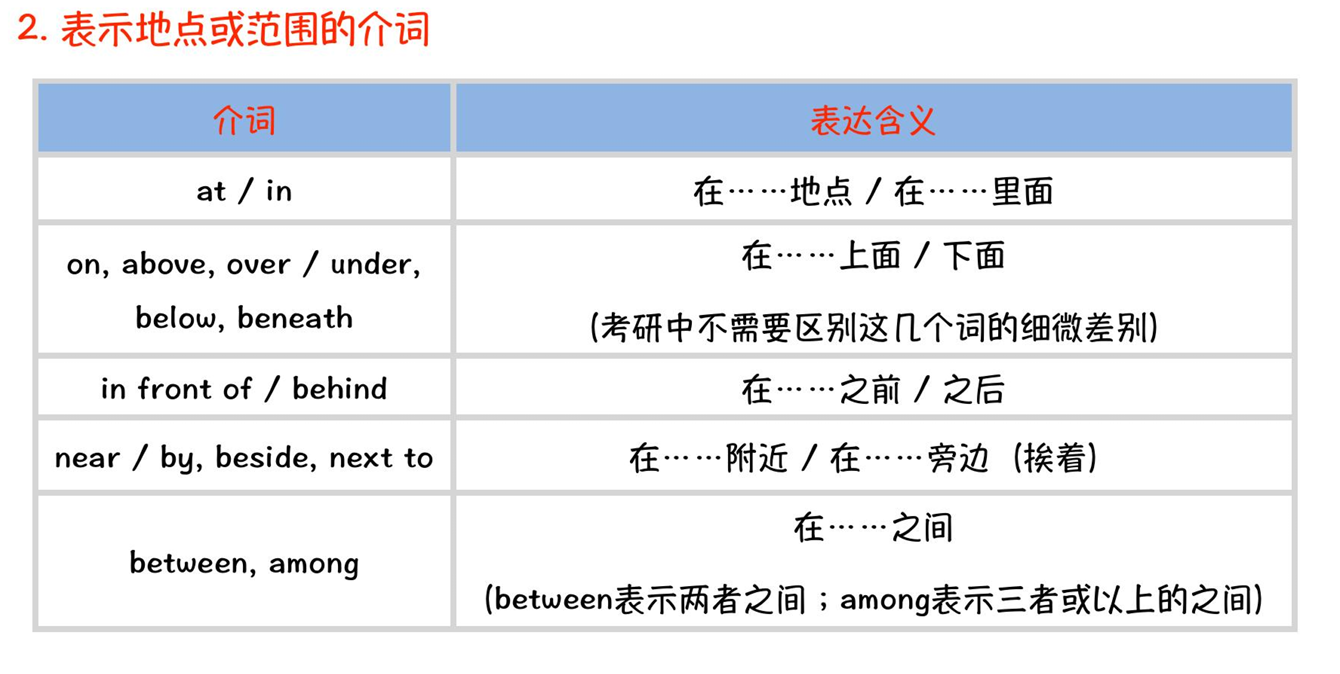 2. 表示地点或范围的介词
介词
表达含义
at / in
在……地点 / 在……里面
on, above, over / under,
below, beneath
在……上面 / 下面
(考研中不需要区别这几个词的细微差别)
in front of / behind
在……之前 / 之后
near / by, beside, next to
在……附近 / 在……旁边（挨着）
between, among
在……之间
(between表示两者之间；among表示三者或以上的之间)